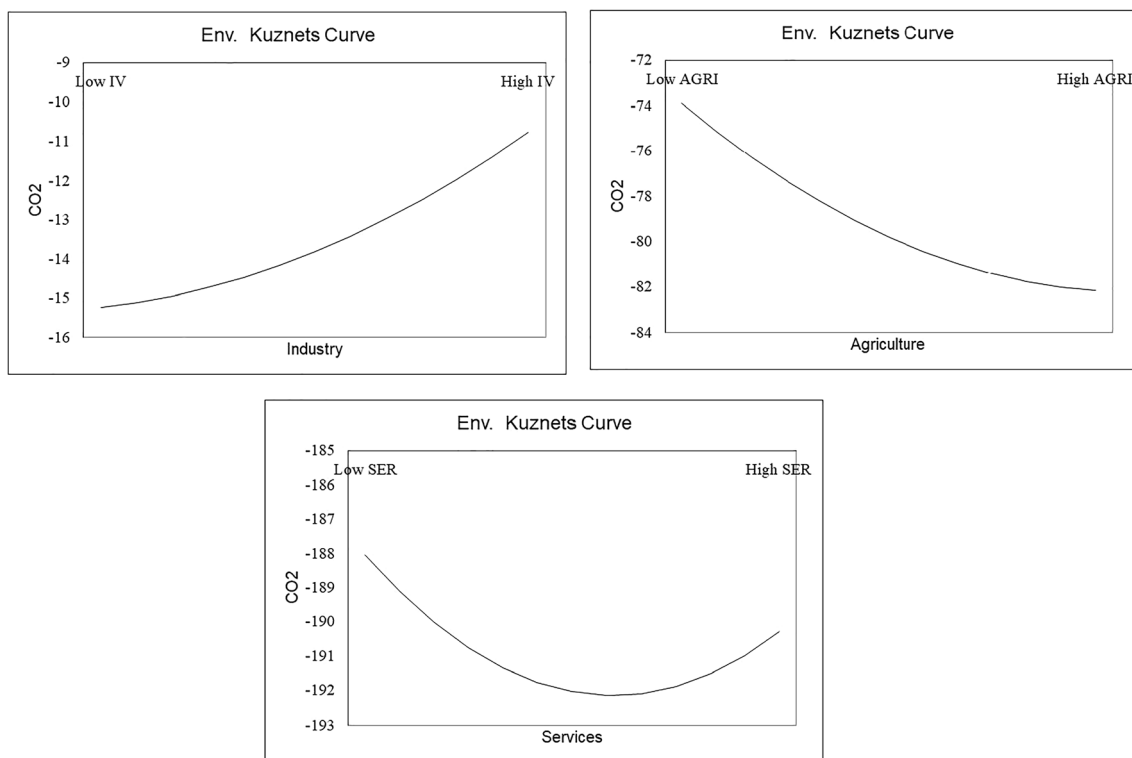 Env. Kuznets Curve
-9
Low IV
High IV
-10
-11
-12
CO2
-13
-14
-15
-16
Industry
Env. Kuznets Curve
-72
Low AGRI
High AGRI
-74
-76
CO2
-78
-80
-82
-84
Agriculture
Env. Kuznets Curve
-185
Low SER
High SER
-186
-187
-188
CO2
-189
-190
-191
-192
-193
Services